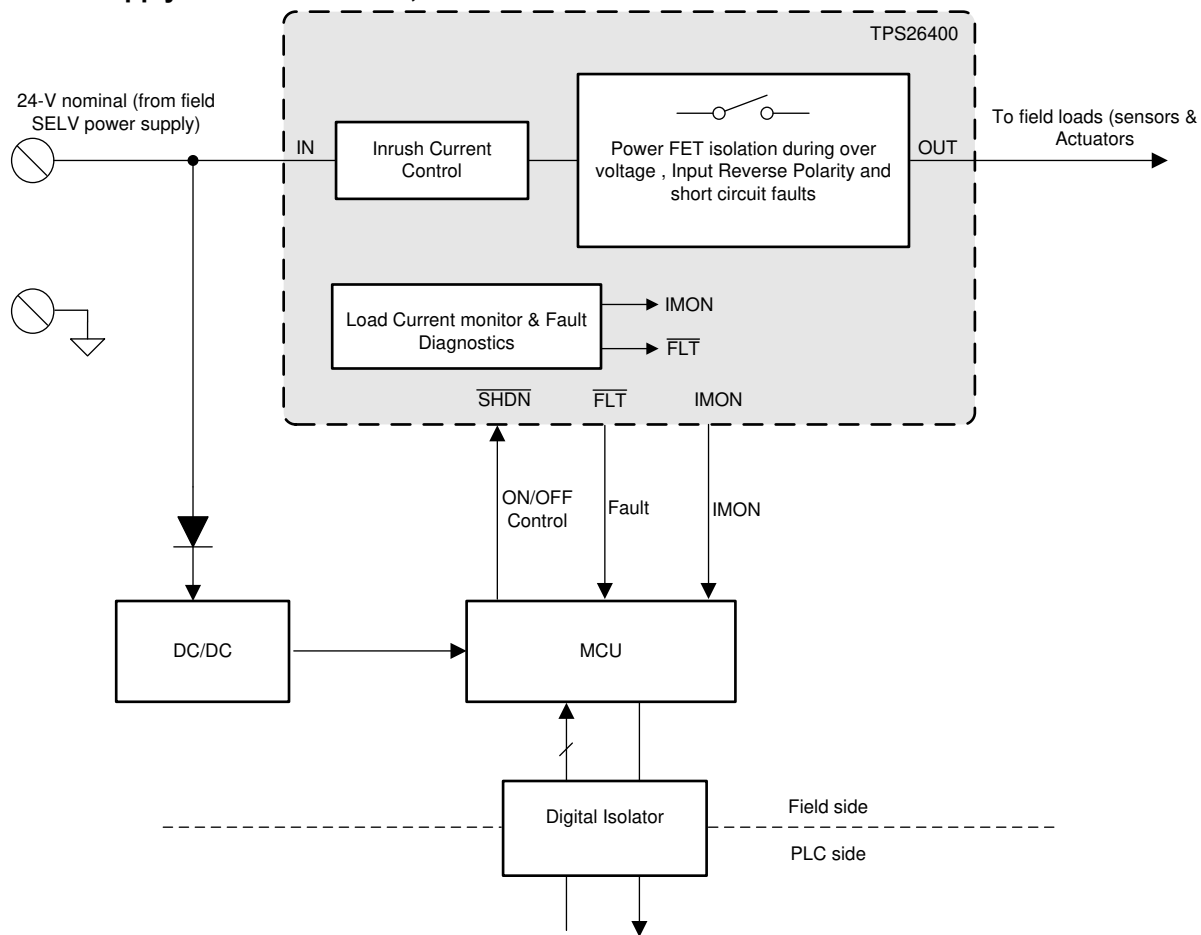 TPS26400
24-V nominal (from field
SELV power supply)
IN
Inrush Current
Control
Power FET isolation during over
voltage , Input Reverse Polarity and
short circuit faults
OUT
To field loads (sensors &
Actuators
Load Current monitor & Fault
Diagnostics
IMON
FLT
SHDN
FLT
IMON
ON/OFF
Control
Fault
IMON
DC/DC
MCU
Digital Isolator
Field side
PLC side